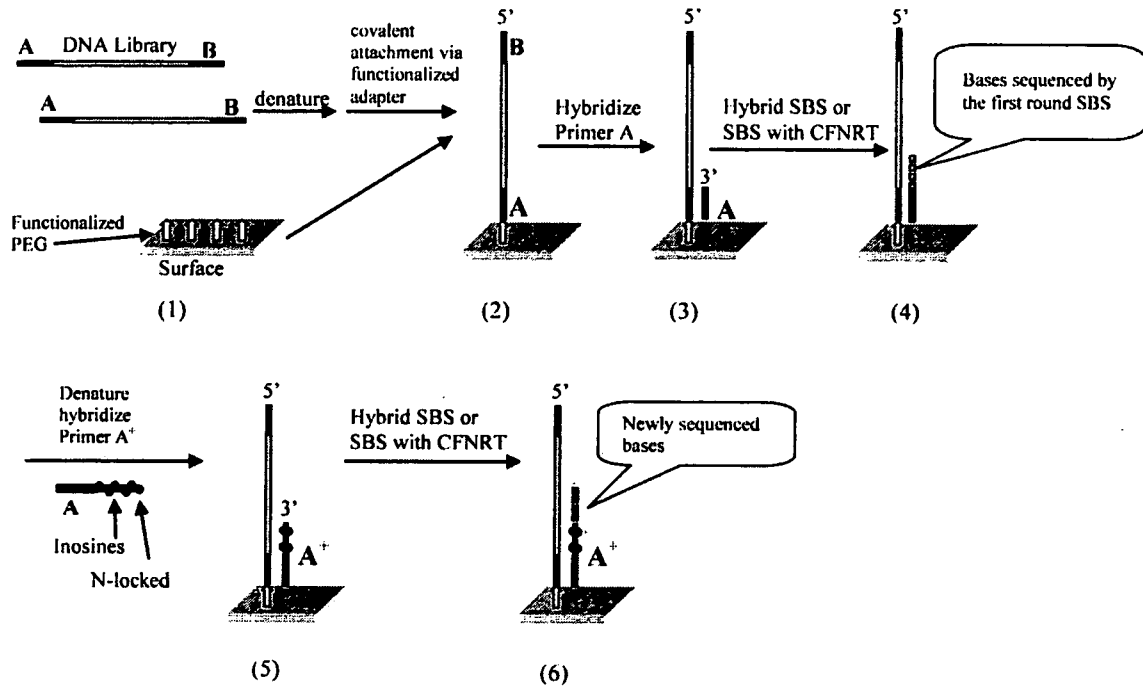 A DNA Library B
A B
denature
covalent
attachment via
functionalized
adapter
Functionalized
PEG
Surface
(1)
5'
B
A
(2)
Hybridize
Primer A
5'
3'
A
(3)
Hybrid SBS or
SBS with CFNRT
5'
(4)
Bases sequenced by
the first round SBS
Denature
hybridize
Primer A⁺
A
Inosines
N-locked
5'
3'
A⁺
(5)
Hybrid SBS or
SBS with CFNRT
5'
A⁺
(6)
Newly sequenced
bases